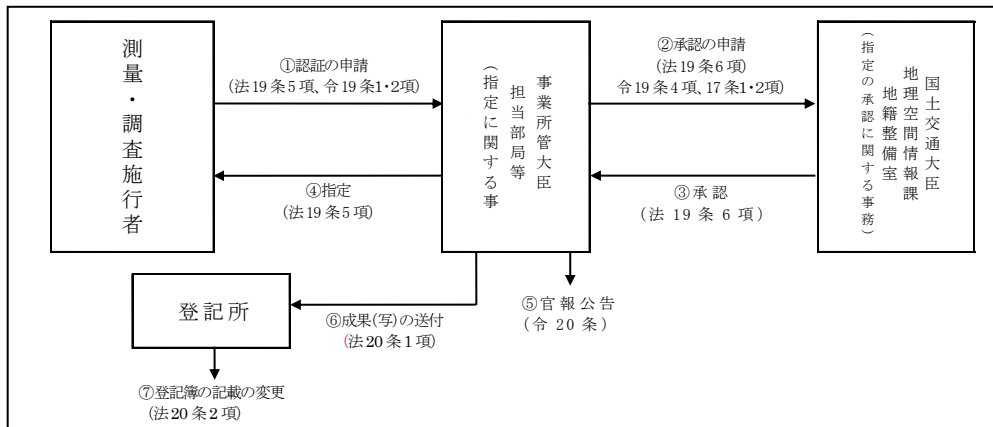 測量・調査施行者
①認証の申請
(法19条5項、令19条1・2項)
④指定
(法19条5項)
事業所管大臣
担当部局等
(指定に関する事
②承認の申請
(法19条6項)
令19条4項、17条1・2項)
③承認
(法19条6項)
国土交通大臣
地理空間情報課
地籍整備室
(指定の承認に関する事務)
登記所
⑥成果(写)の送付
(法20条1項)
⑤官報公告
(令20条)
⑦登記簿の記載の変更
(法20条2項)